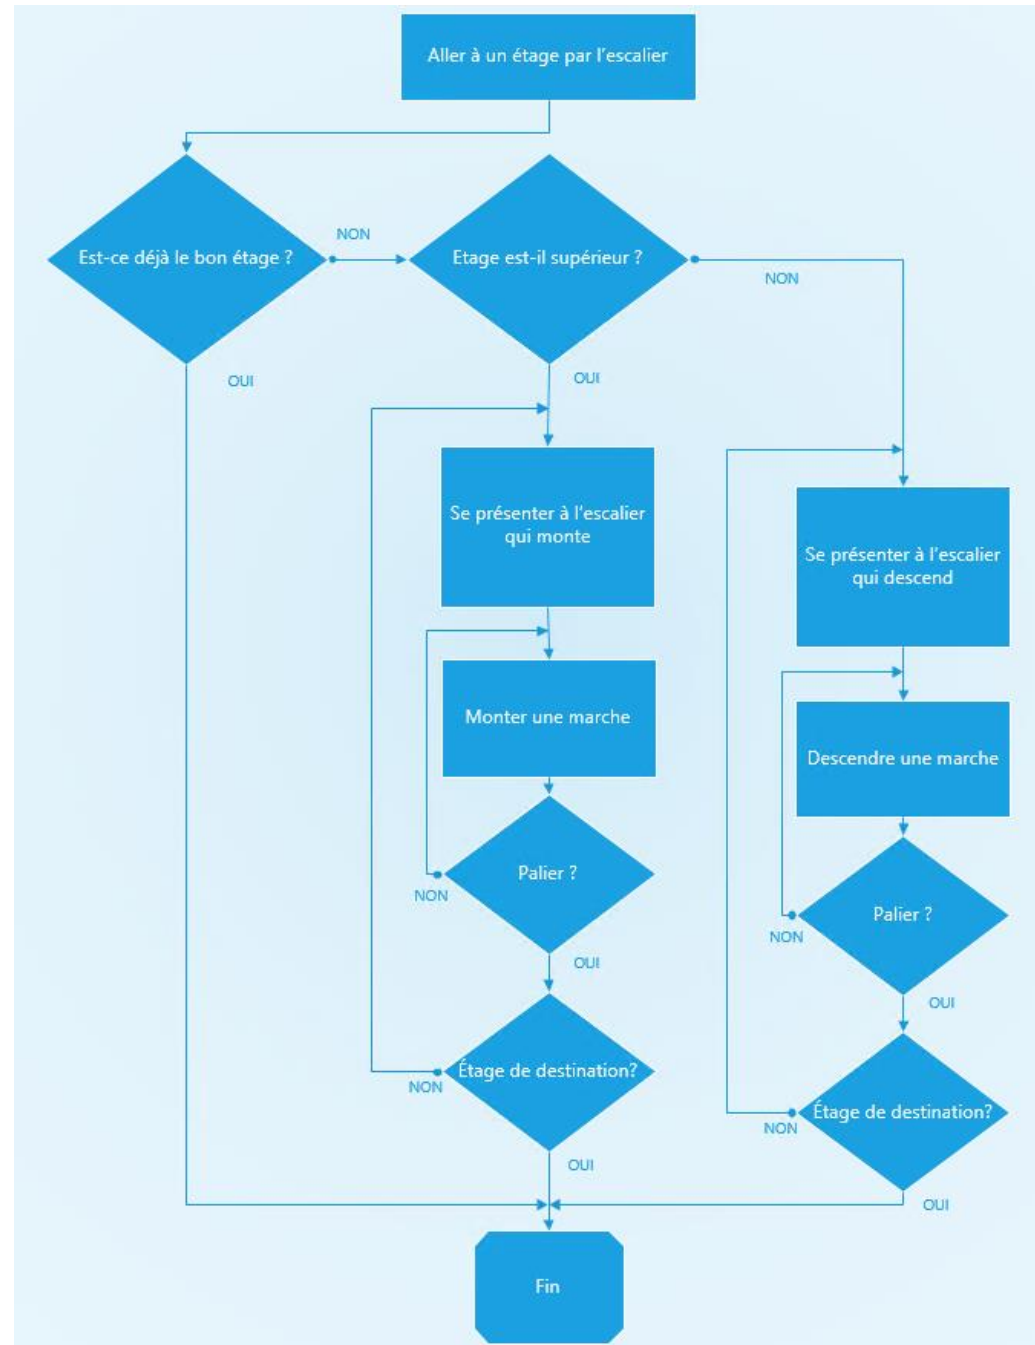 Aller à un étage par l'escalier
Est-ce déjà le bon étage ?
NON
Etage est-il supérieur ?
NON
OUI
OUI
Se présenter à l'escalier
qui monte
Se présenter à l'escalier
qui descend
Monter une marche
Descendre une marche
Palier ?
NON
OUI
Palier ?
NON
OUI
Étage de destination?
NON
OUI
Étage de destination?
NON
OUI
Fin